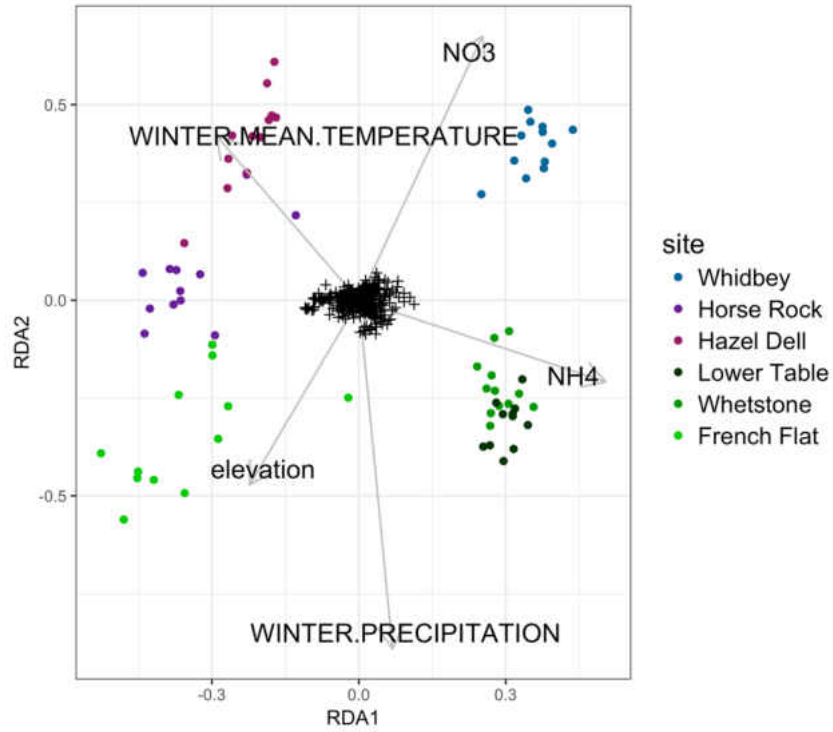 NO3
0.5
WINTER.MEAN.TEMPERATURE
site
Whidbey
Horse Rock
Hazel Dell
Lower Table
Whetstone
French Flat
0.0
RDA2
NH4
elevation
-0.5
WINTER.PRECIPITATION
-0.3
0.0
0.3
RDA1